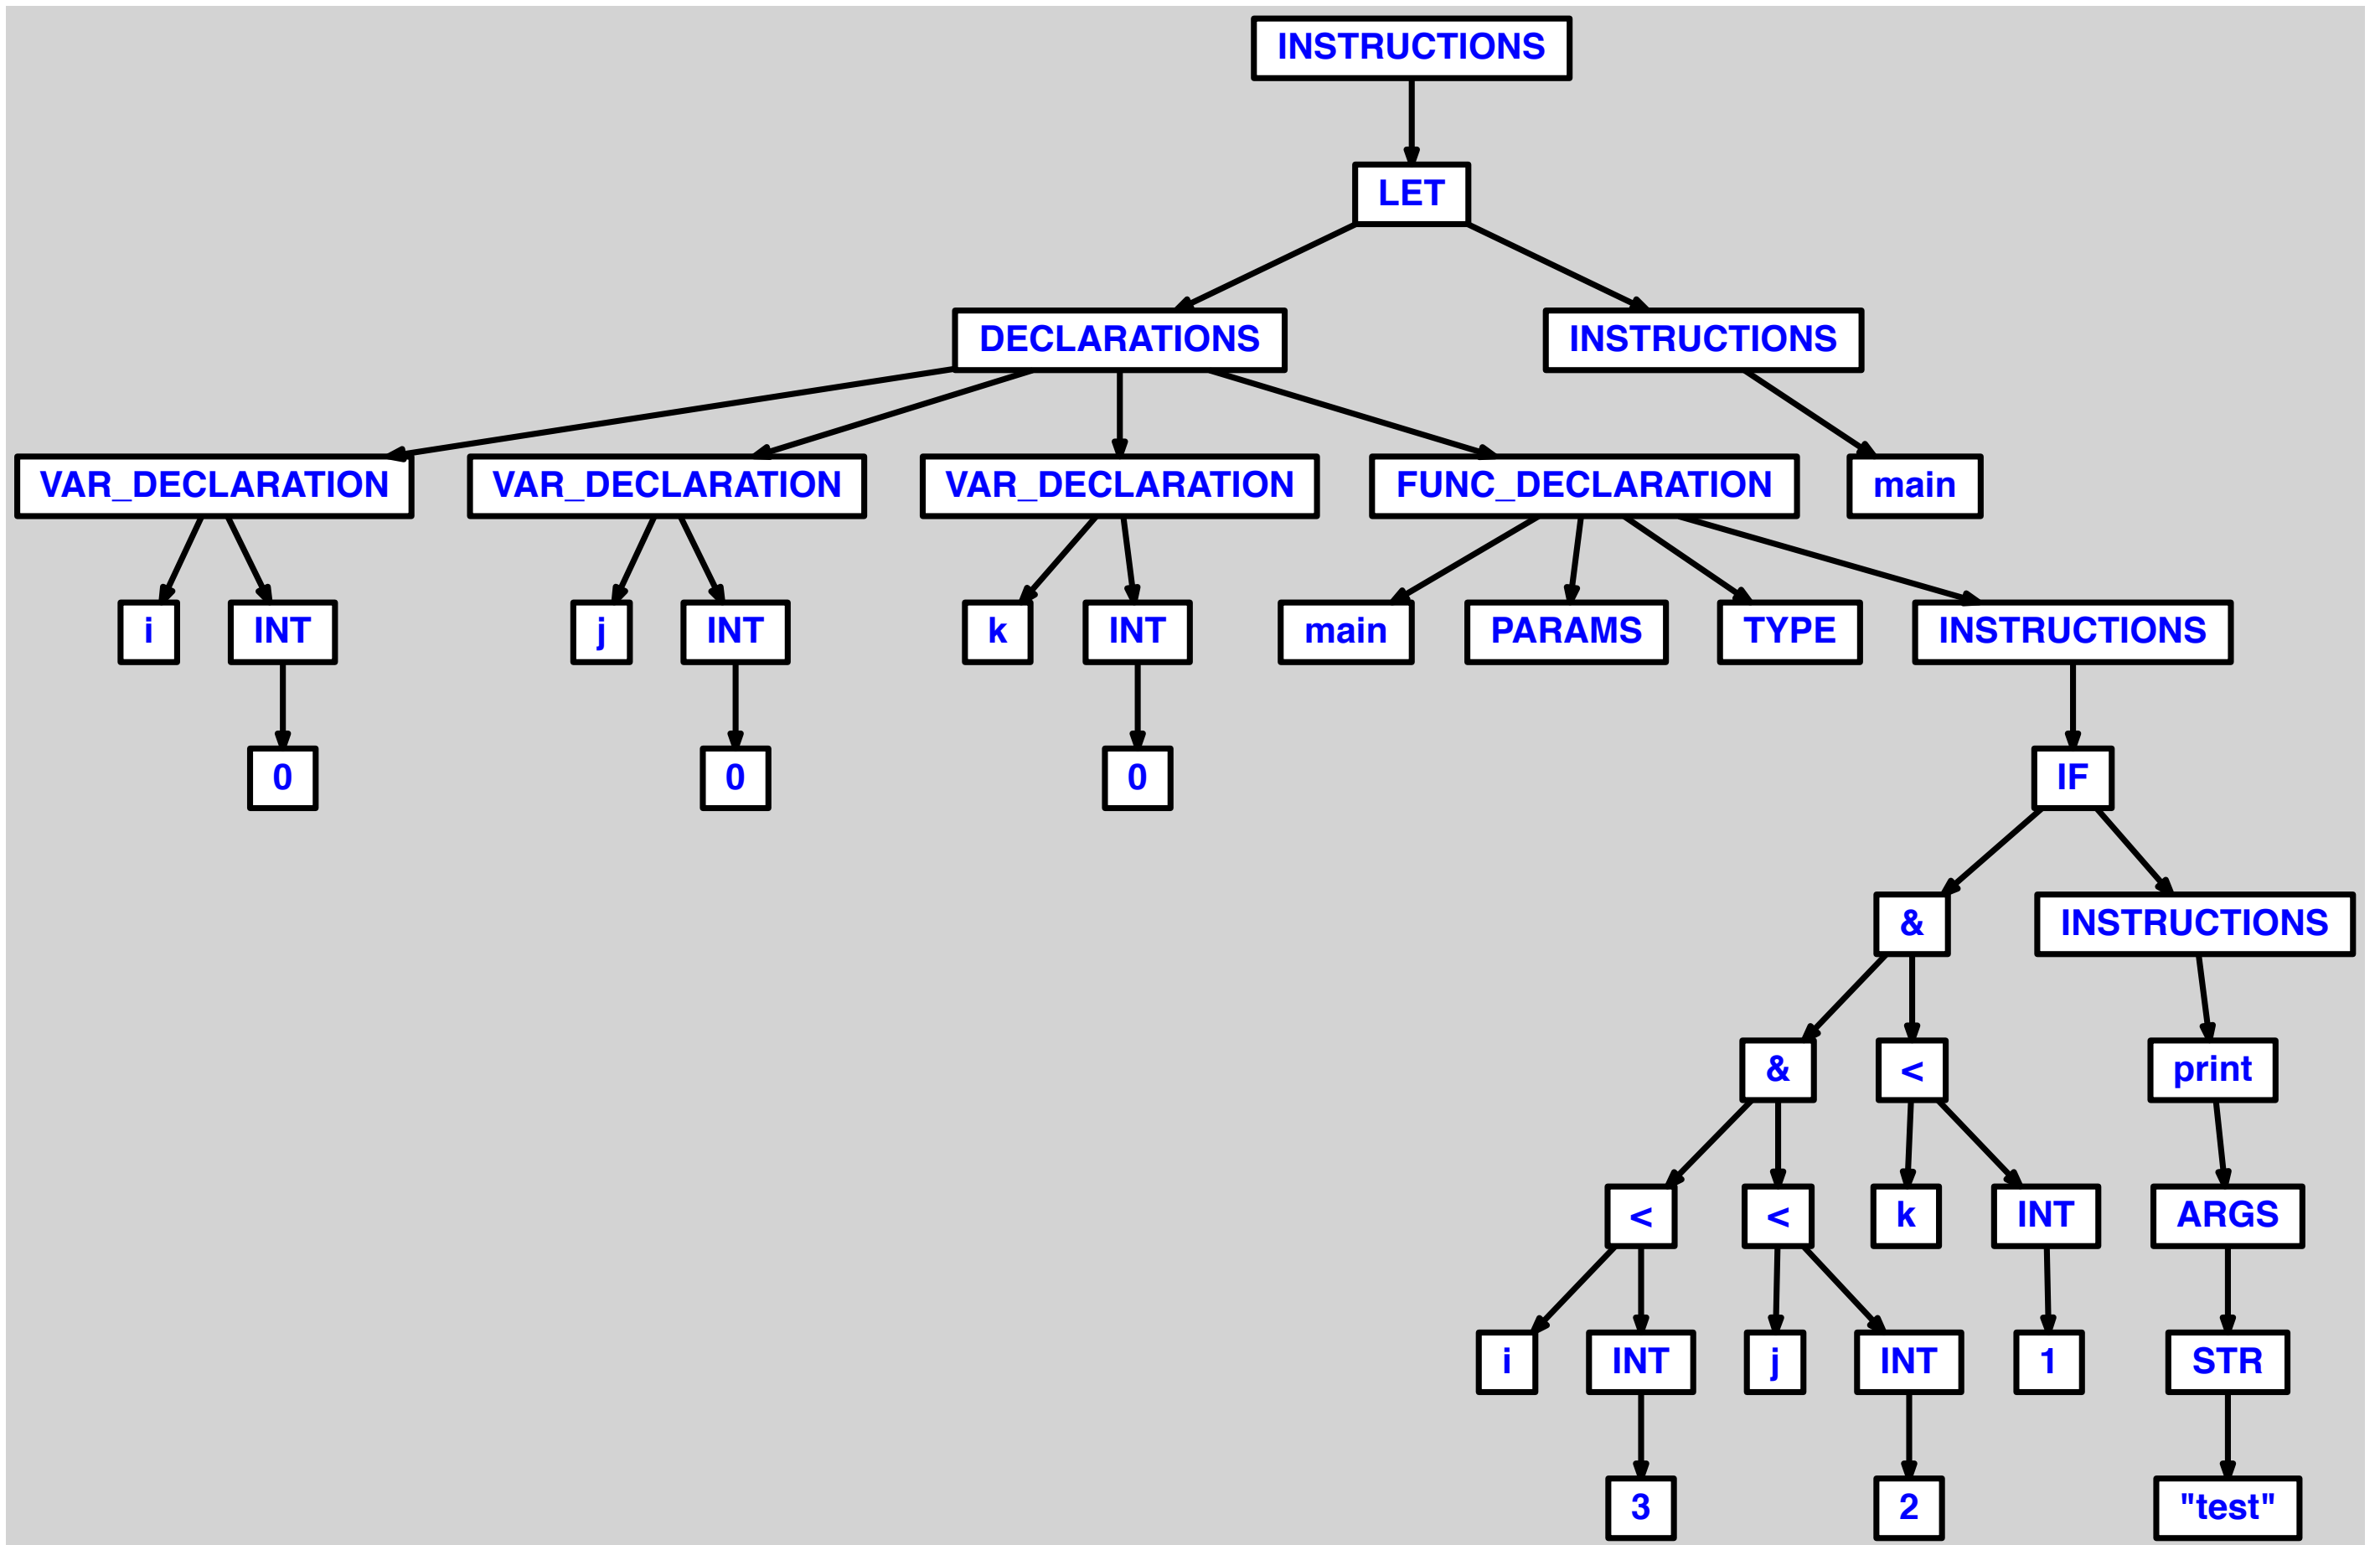 INSTRUCTIONS
LET
DECLARATIONS INSTRUCTIONS
VAR_DECLARATION VAR_DECLARATION VAR_DECLARATION FUNC_DECLARATION main
i INT j INT k INT main PARAMS TYPE INSTRUCTIONS
0 0 0 IF
& INSTRUCTIONS
& < print
< < k INT ARGS
i INT j INT 1 STR
3 2 "test"